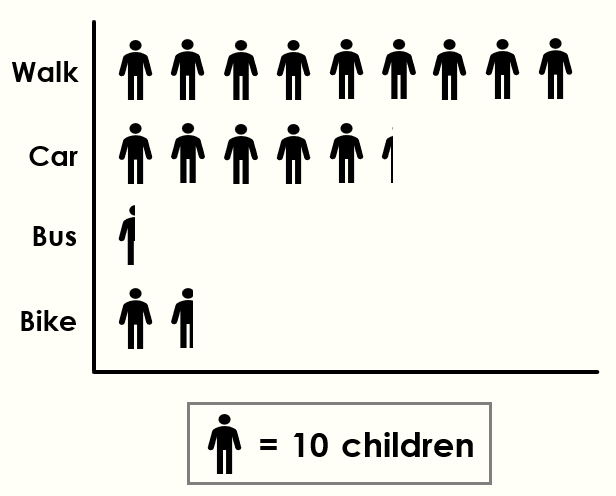 Walk
Car
Bus
Bike
= 10 children